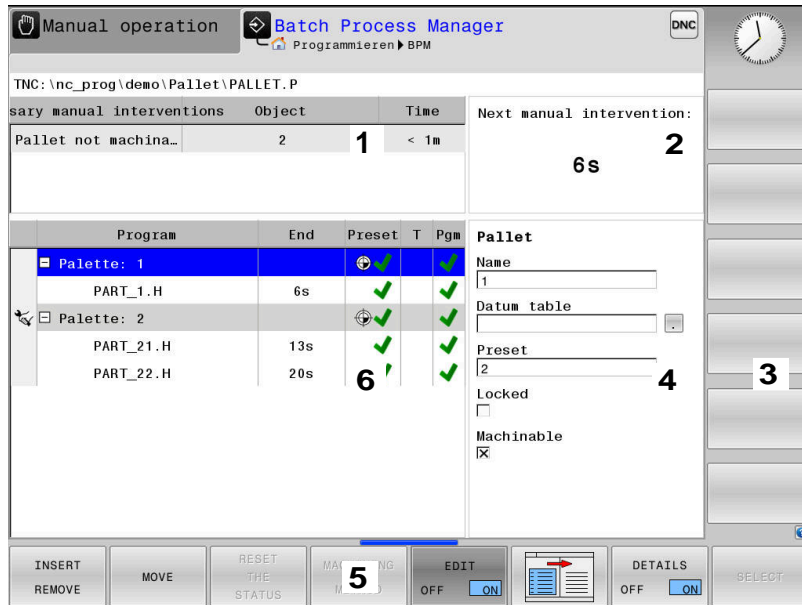 Manual operation
Batch Process Manager
DNC
Programmieren BPM
TNC:\nc_prog\demo\Pallet\PALLET.P
sary manual interventions Object Time
Pallet not machina… 2 < 1m
1
Next manual intervention:
2
6s
Program End Preset T Pgm
Palette: 1
PART_1.H 6s
Palette: 2
PART_21.H 13s
PART_22.H 20s
6
Pallet
Name
1
Datum table
.
Preset
2
4
Locked
Machinable
3
INSERT
REMOVE
MOVE
RESET
THE
STATUS
5
EDIT
OFF ON
DETAILS
OFF ON
SELECT